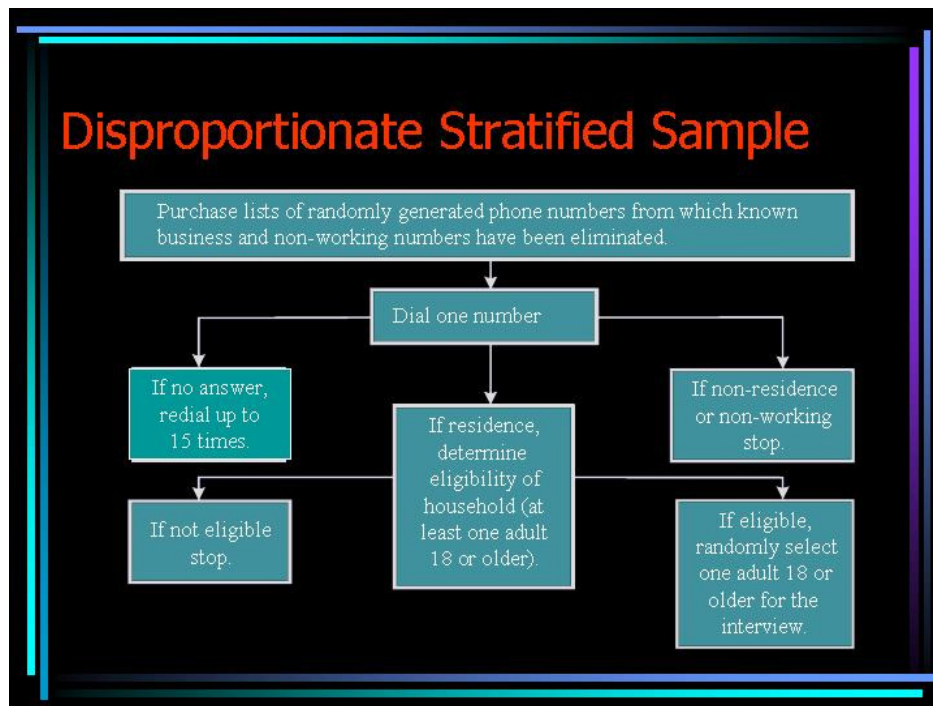 Disproportionate Stratified Sample
Purchase lists of randomly generated phone numbers from which known
business and non-working numbers have been eliminated.
Dial one number
If no answer,
redial up to
15 times.
If residence,
determine
eligibility of
household (at
least one adult
18 or older).
If non-residence
or non-working
stop.
If not eligible
stop.
If eligible,
randomly select
one adult 18 or
older for the
interview.